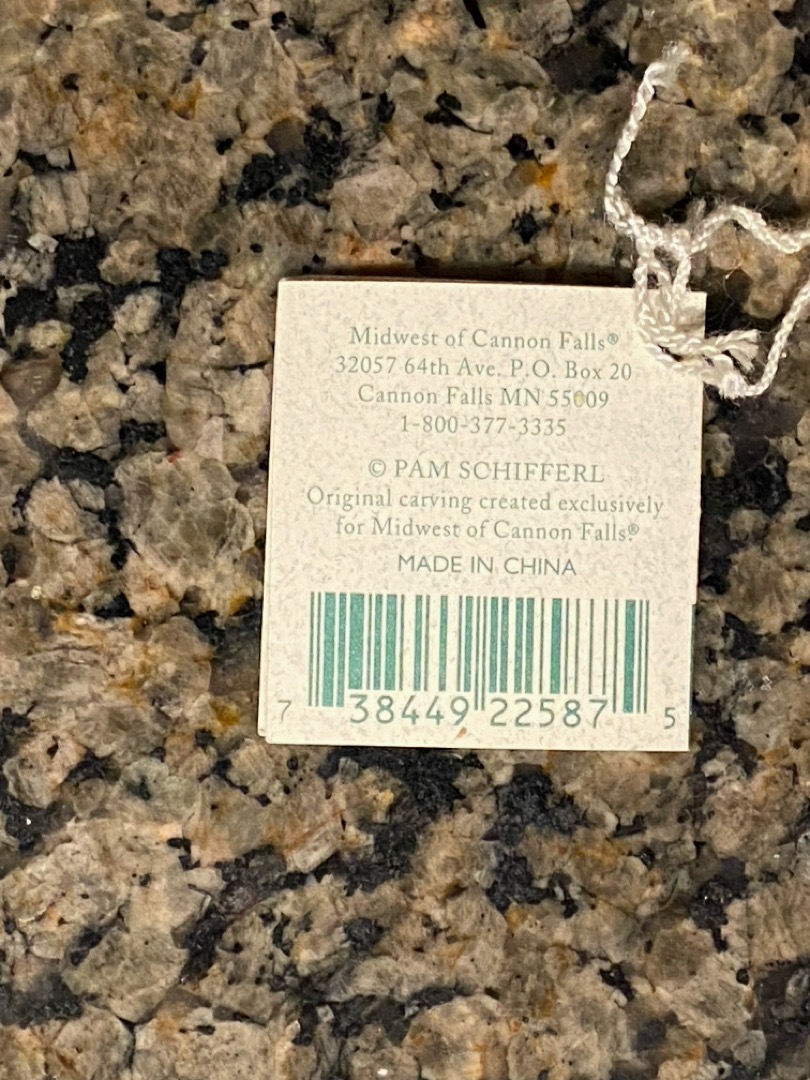 Midwest of Cannon Falls®
32057 64th Ave. P.O. Box 20
Cannon Falls MN 55009
1-800-377-3335
© PAM SCHIFFERL
Original carving created exclusively
for Midwest of Cannon Falls®.
MADE IN CHINA
7 38449 22587 5